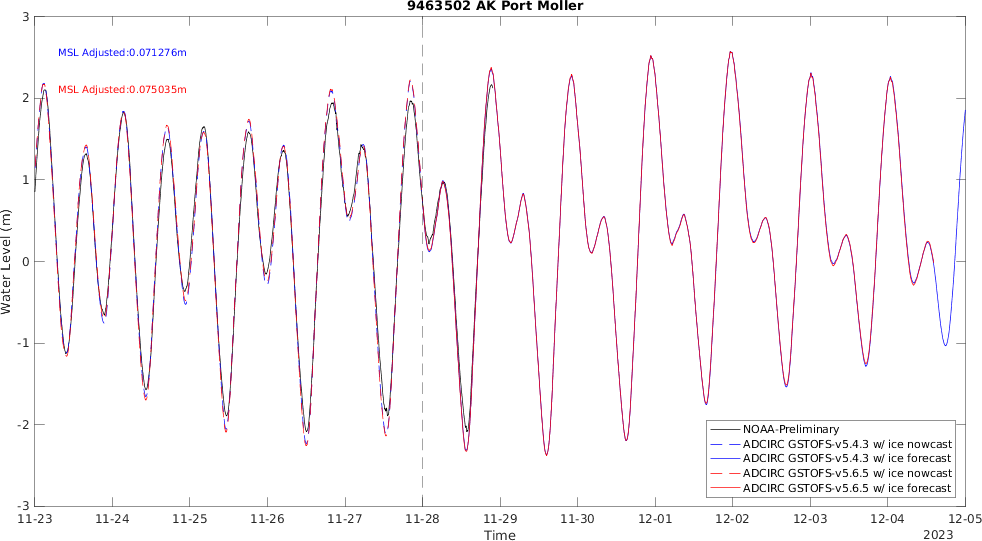 9463502 AK Port Moller
MSL Adjusted:0.071276m
MSL Adjusted:0.075035m
Water Level (m)
3
2
1
0
-1
-2
-3
11-23
11-24
11-25
11-26
11-27
11-28
11-29
11-30
12-01
12-02
12-03
12-04
12-05
Time
2023
NOAA-Preliminary
ADCIRC GSTOFS-v5.4.3 w/ ice nowcast
ADCIRC GSTOFS-v5.4.3 w/ ice forecast
ADCIRC GSTOFS-v5.6.5 w/ ice nowcast
ADCIRC GSTOFS-v5.6.5 w/ ice forecast